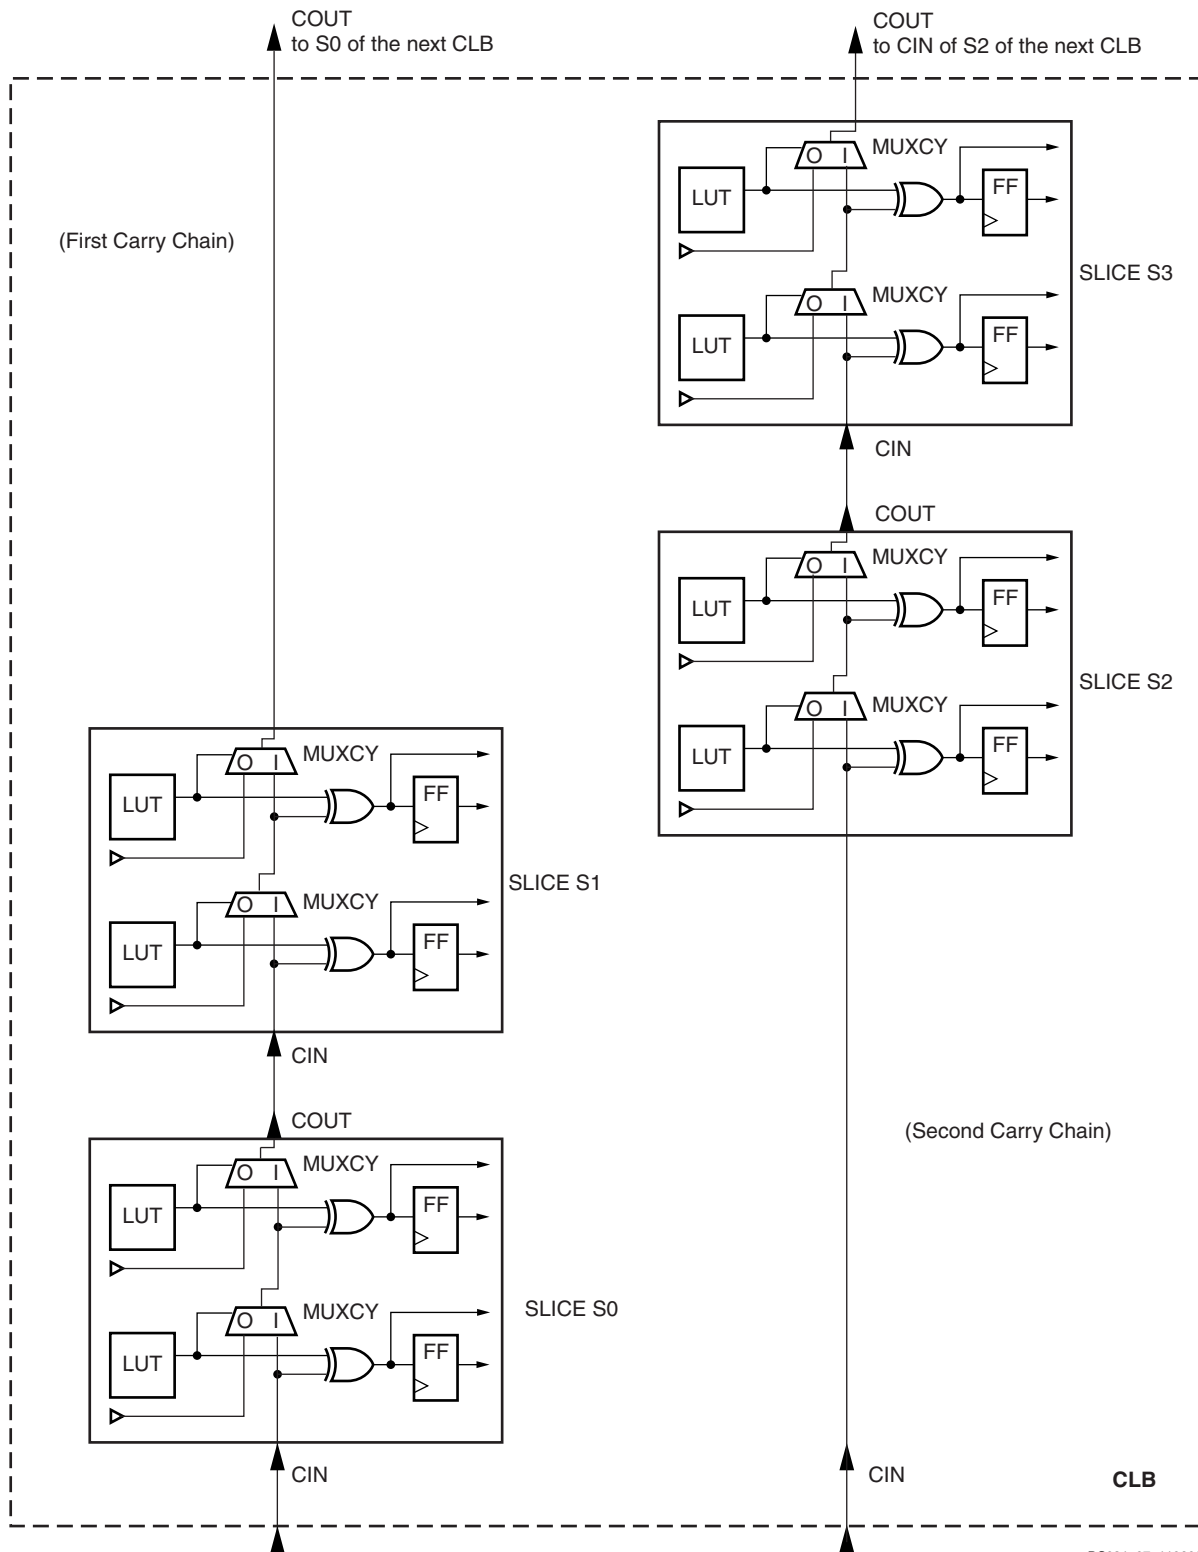 COUT
to S0 of the next CLB
COUT
to CIN of S2 of the next CLB
(First Carry Chain)
O I MUXCY
LUT
FF
SLICE S3
O I MUXCY
LUT
FF
CIN
COUT
O I MUXCY
LUT
FF
SLICE S2
O I MUXCY
LUT
FF
O I MUXCY
LUT
FF
SLICE S1
O I MUXCY
LUT
FF
CIN
COUT
(Second Carry Chain)
O I MUXCY
LUT
FF
SLICE S0
O I MUXCY
LUT
FF
CIN
CIN
CLB